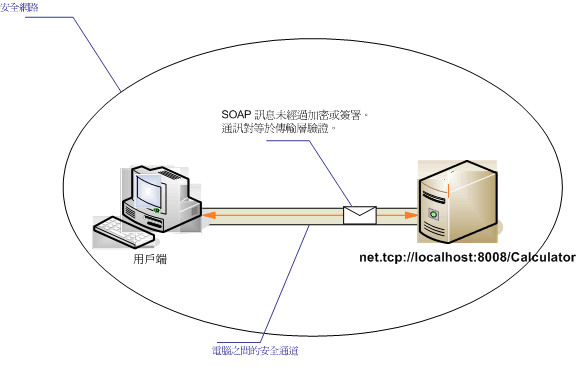 安全網路
SOAP 訊息未經過加密或簽署。
通訊對等於傳輸層驗證。
用戶端
net.tcp://localhost:8008/Calculator
電腦之間的安全通道